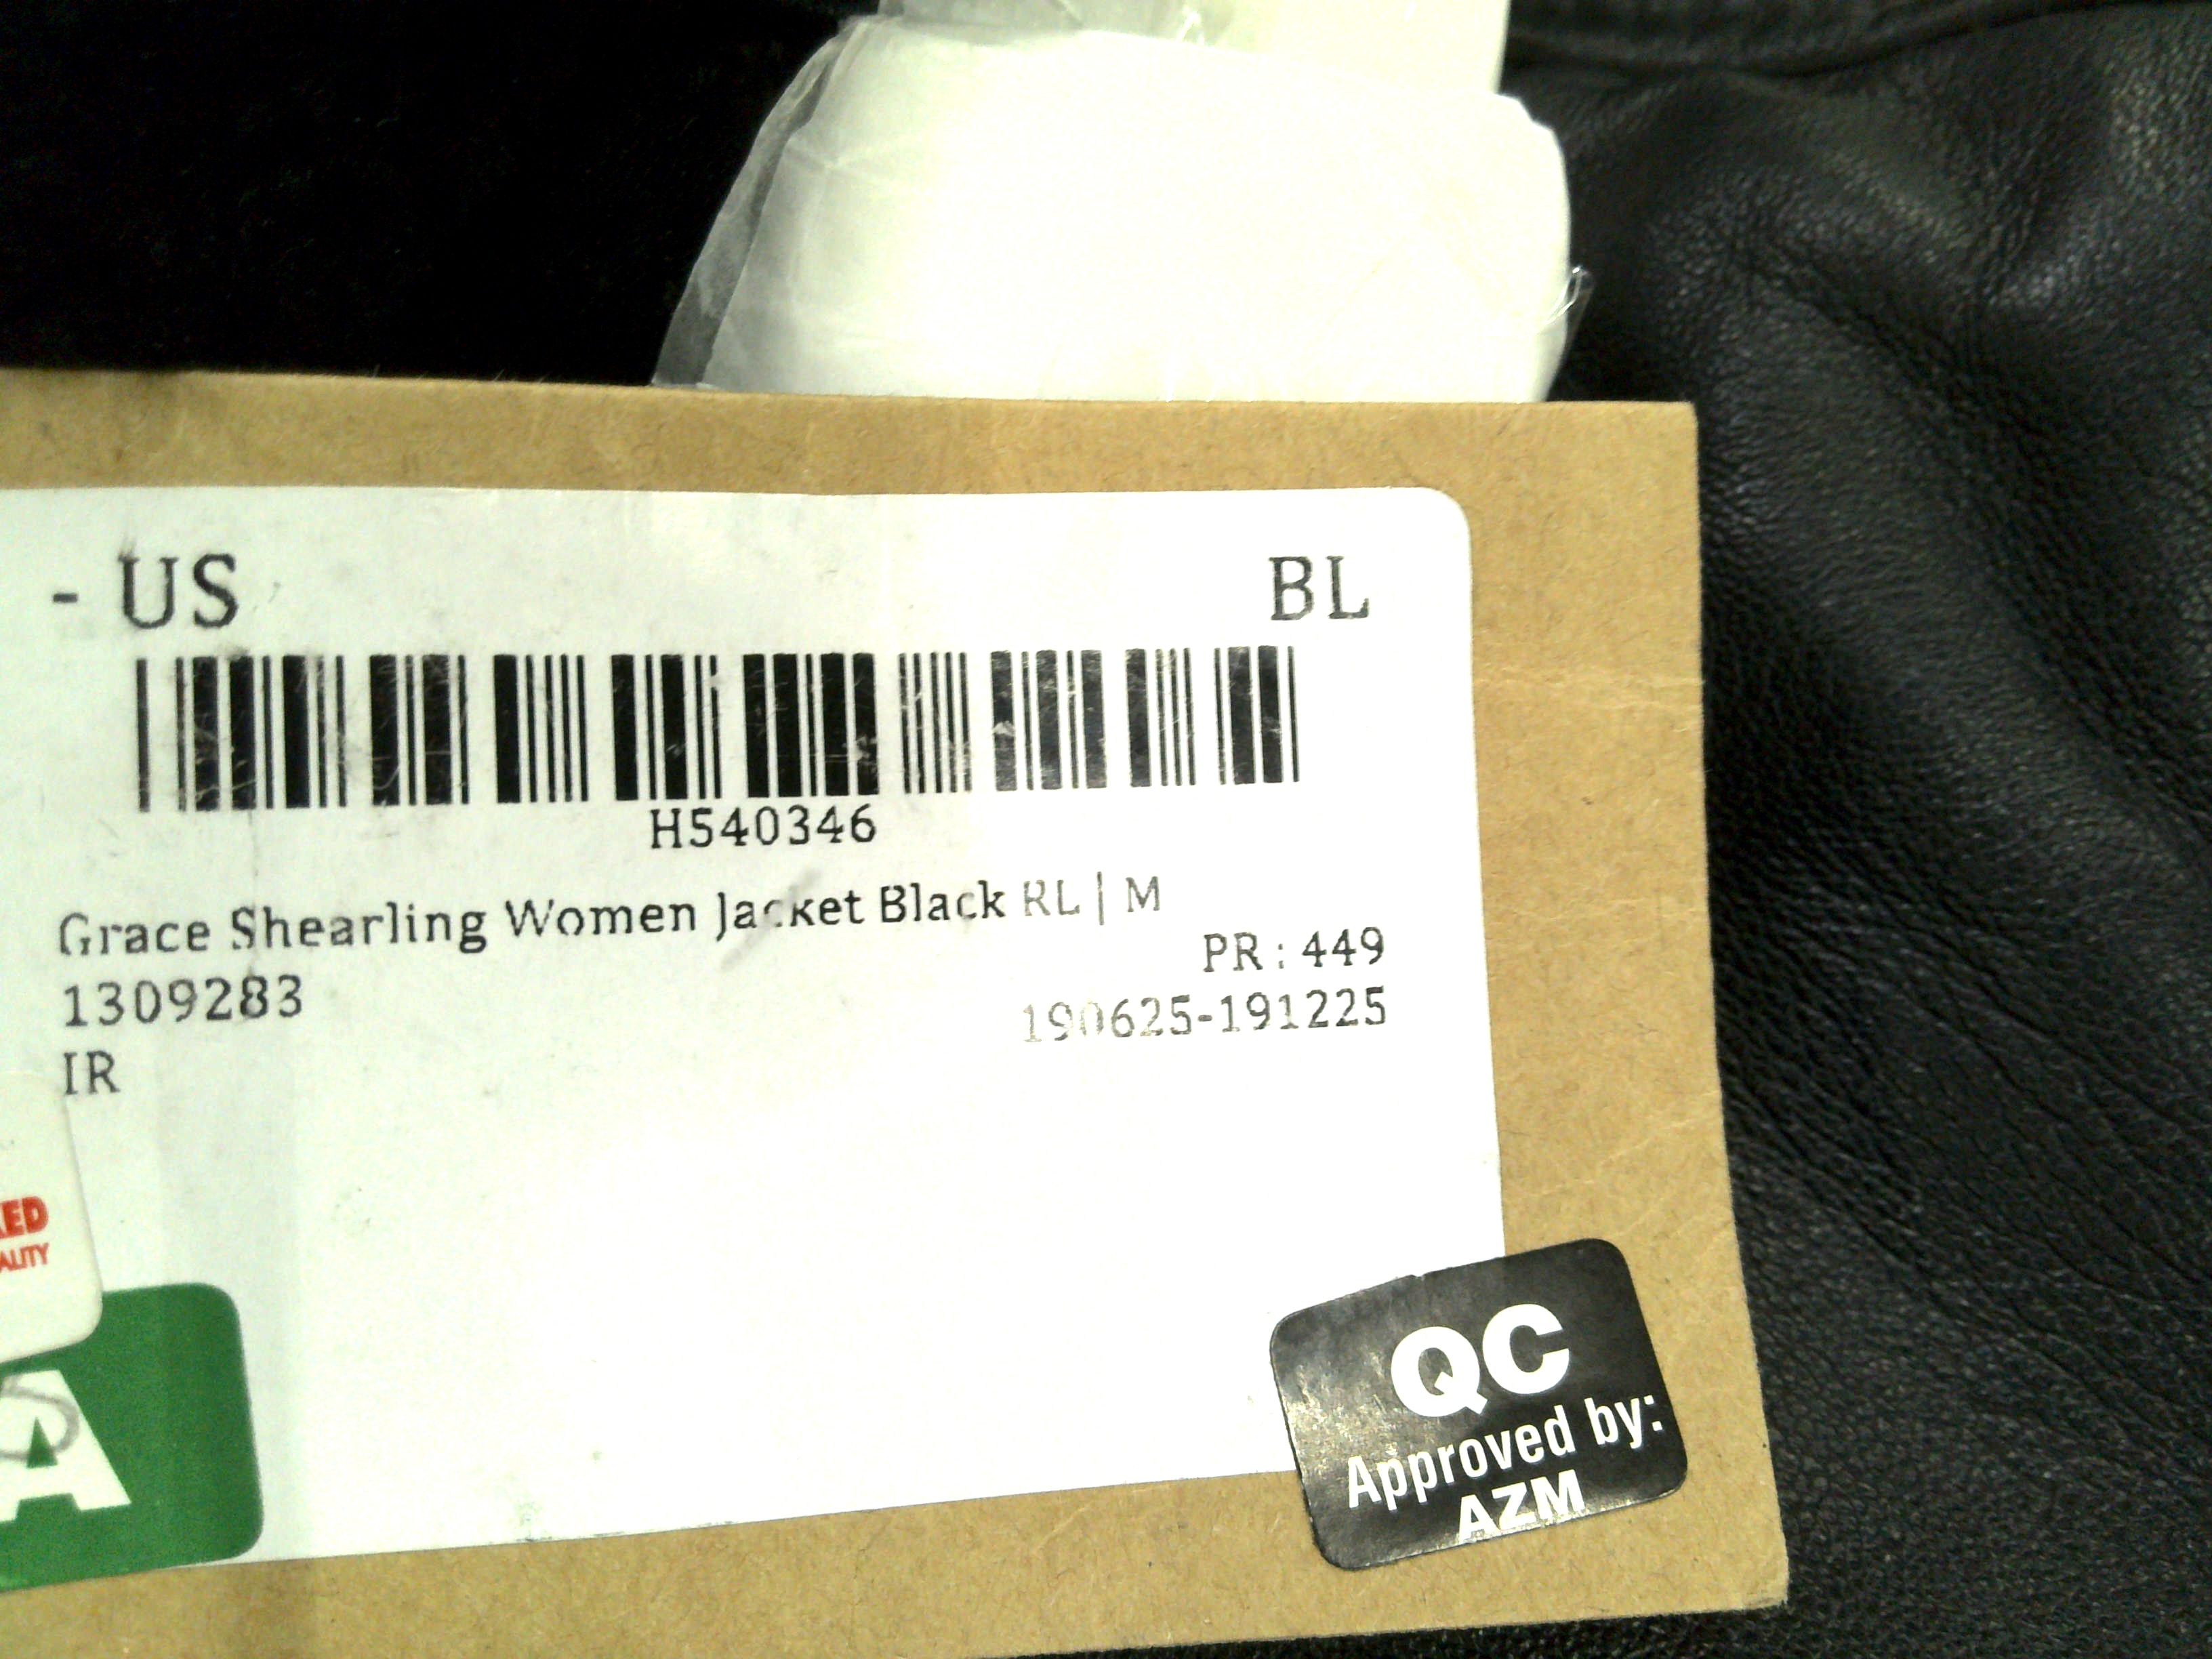 - US BL
H540346
Grace Shearling Women Jacket Black RL | M
PR : 449
1309283
190625-191225
IR
QC
Approved by:
AZM
A